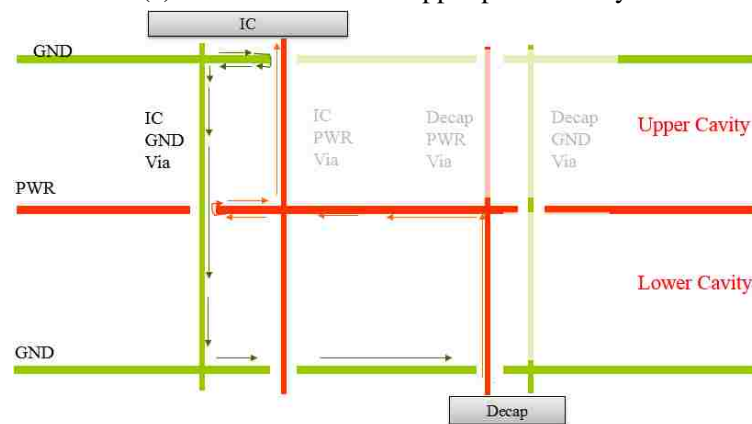 IC
GND
IC
GND
Via
IC
PWR
Via
Decap
PWR
Via
Decap
GND
Via
Upper Cavity
PWR
Lower Cavity
GND
Decap